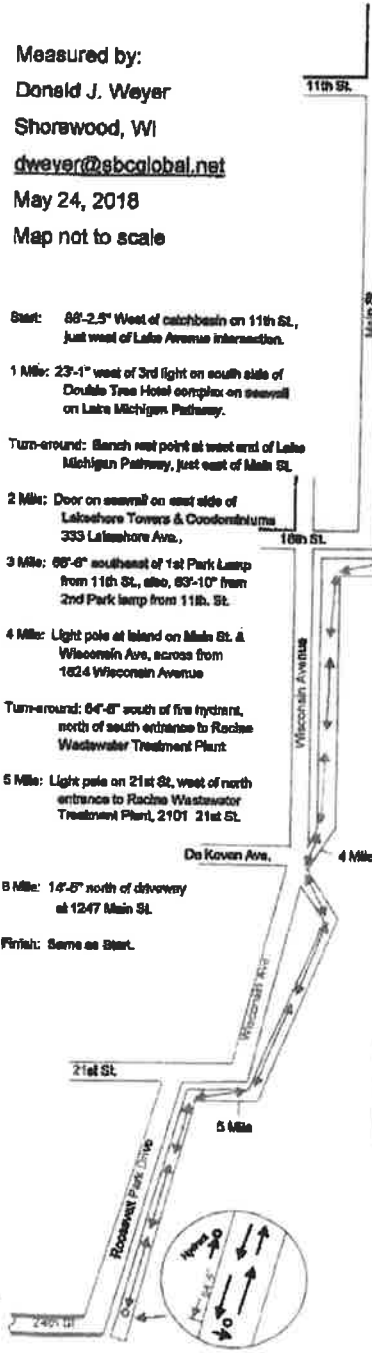 Measured by:
Donald J. Weyer
Shorewood, WI
dweyer@sbcglobal.net
May 24, 2018
Map not to scale
Start: 86'-2.5" West of catchbasin on 11th St.,
just west of Lake Avenue intersection.
1 Mile: 23'-1" west of 3rd light on south side of
Double Tree Hotel complex on seawall
on Lake Michigan Pathway.
Turn-around: Bench rest point at west end of Lake
Michigan Pathway, just east of Main St.
2 Mile: Door on seawall on east side of
Lakeshore Towers & Condominiums
333 Lakeshore Ave.,
3 Mile: southeast of 1st Park Lamp
from 11th St., also, 63'-10" from
2nd Park lamp from 11th. St.
4 Mile: Light pole at island on Main St. &
Wisconsin Ave, across from
1624 Wisconsin Avenue
Turn-around: 64'-6" south of fire hydrant,
north of south entrance to Racine
Wastewater Treatment Plant
5 Mile: Light pole on 21st St, west of north
entrance to Racine Wastewater
Treatment Plant, 2101 21st St.
6 Mile: north of driveway
at 1247 Main St.
Finish: Same as Start.
11th St.
Main St
16th St.
Wisconsin Avenue
De Koven Ave.
4 Mile
Wisconsin Ave.
21st St.
5 Mile
Roosevelt Park Drive
24th St